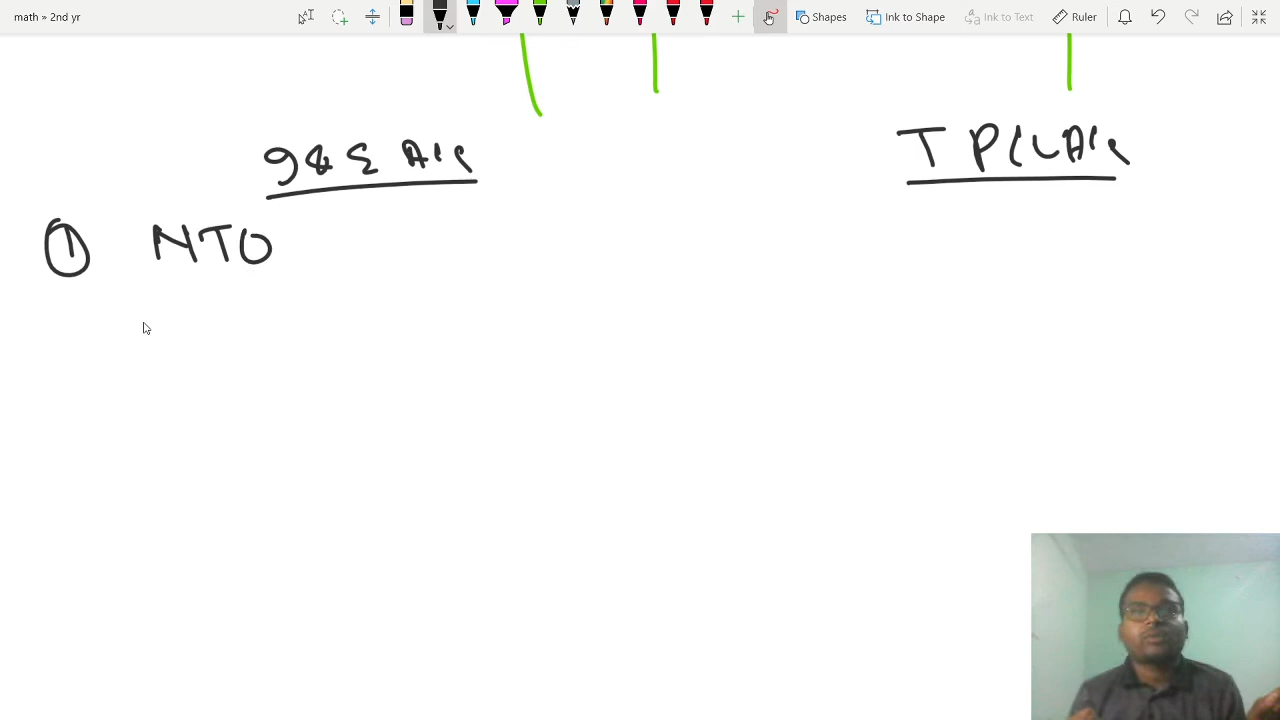 math » 2nd yr
Shapes
Ink to Shape
Ink to Text
Ruler
I & E A/c
T P & L A/c
① NTO